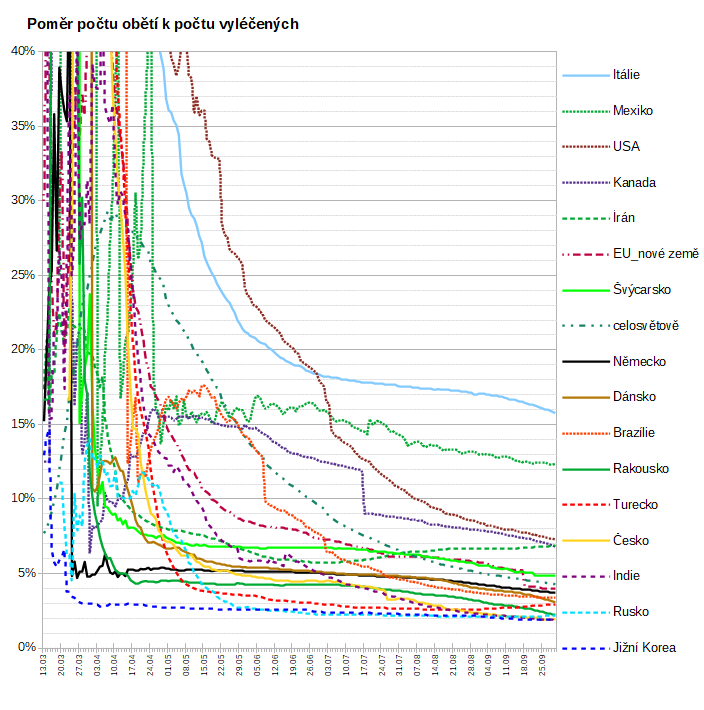 Poměr počtu obětí k počtu vyléčených
40%
35%
30%
25%
20%
15%
10%
5%
0%
13.03
20.03
27.03
03.04
10.04
17.04
24.04
01.05
08.05
15.05
22.05
29.05
05.06
12.06
19.06
26.06
03.07
10.07
17.07
24.07
31.07
07.08
14.08
21.08
28.08
04.09
11.09
18.09
25.09
Itálie
Mexiko
USA
Kanada
Írán
EU_nové země
Švýcarsko
celosvětově
Německo
Dánsko
Brazílie
Rakousko
Turecko
Česko
Indie
Rusko
Jižní Korea